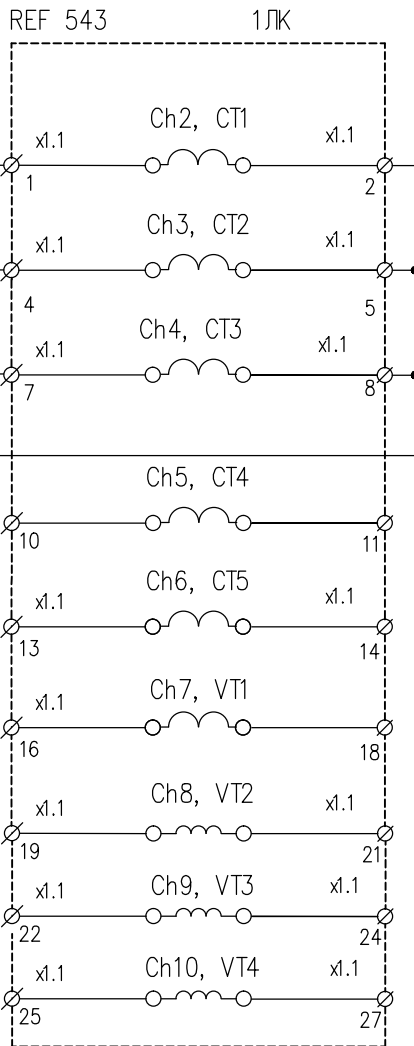 REF 543 1ЛК
Ch2, CT1
x1.1 x1.1
1 2
Ch3, CT2
x1.1 x1.1
4 5
Ch4, CT3
x1.1 x1.1
7 8
Ch5, CT4
10 11
Ch6, CT5
x1.1 x1.1
13 14
Ch7, VT1
x1.1
16 18
Ch8, VT2
x1.1 x1.1
19 21
Ch9, VT3
x1.1 x1.1
22 24
Ch10, VT4
x1.1 x1.1
25 27